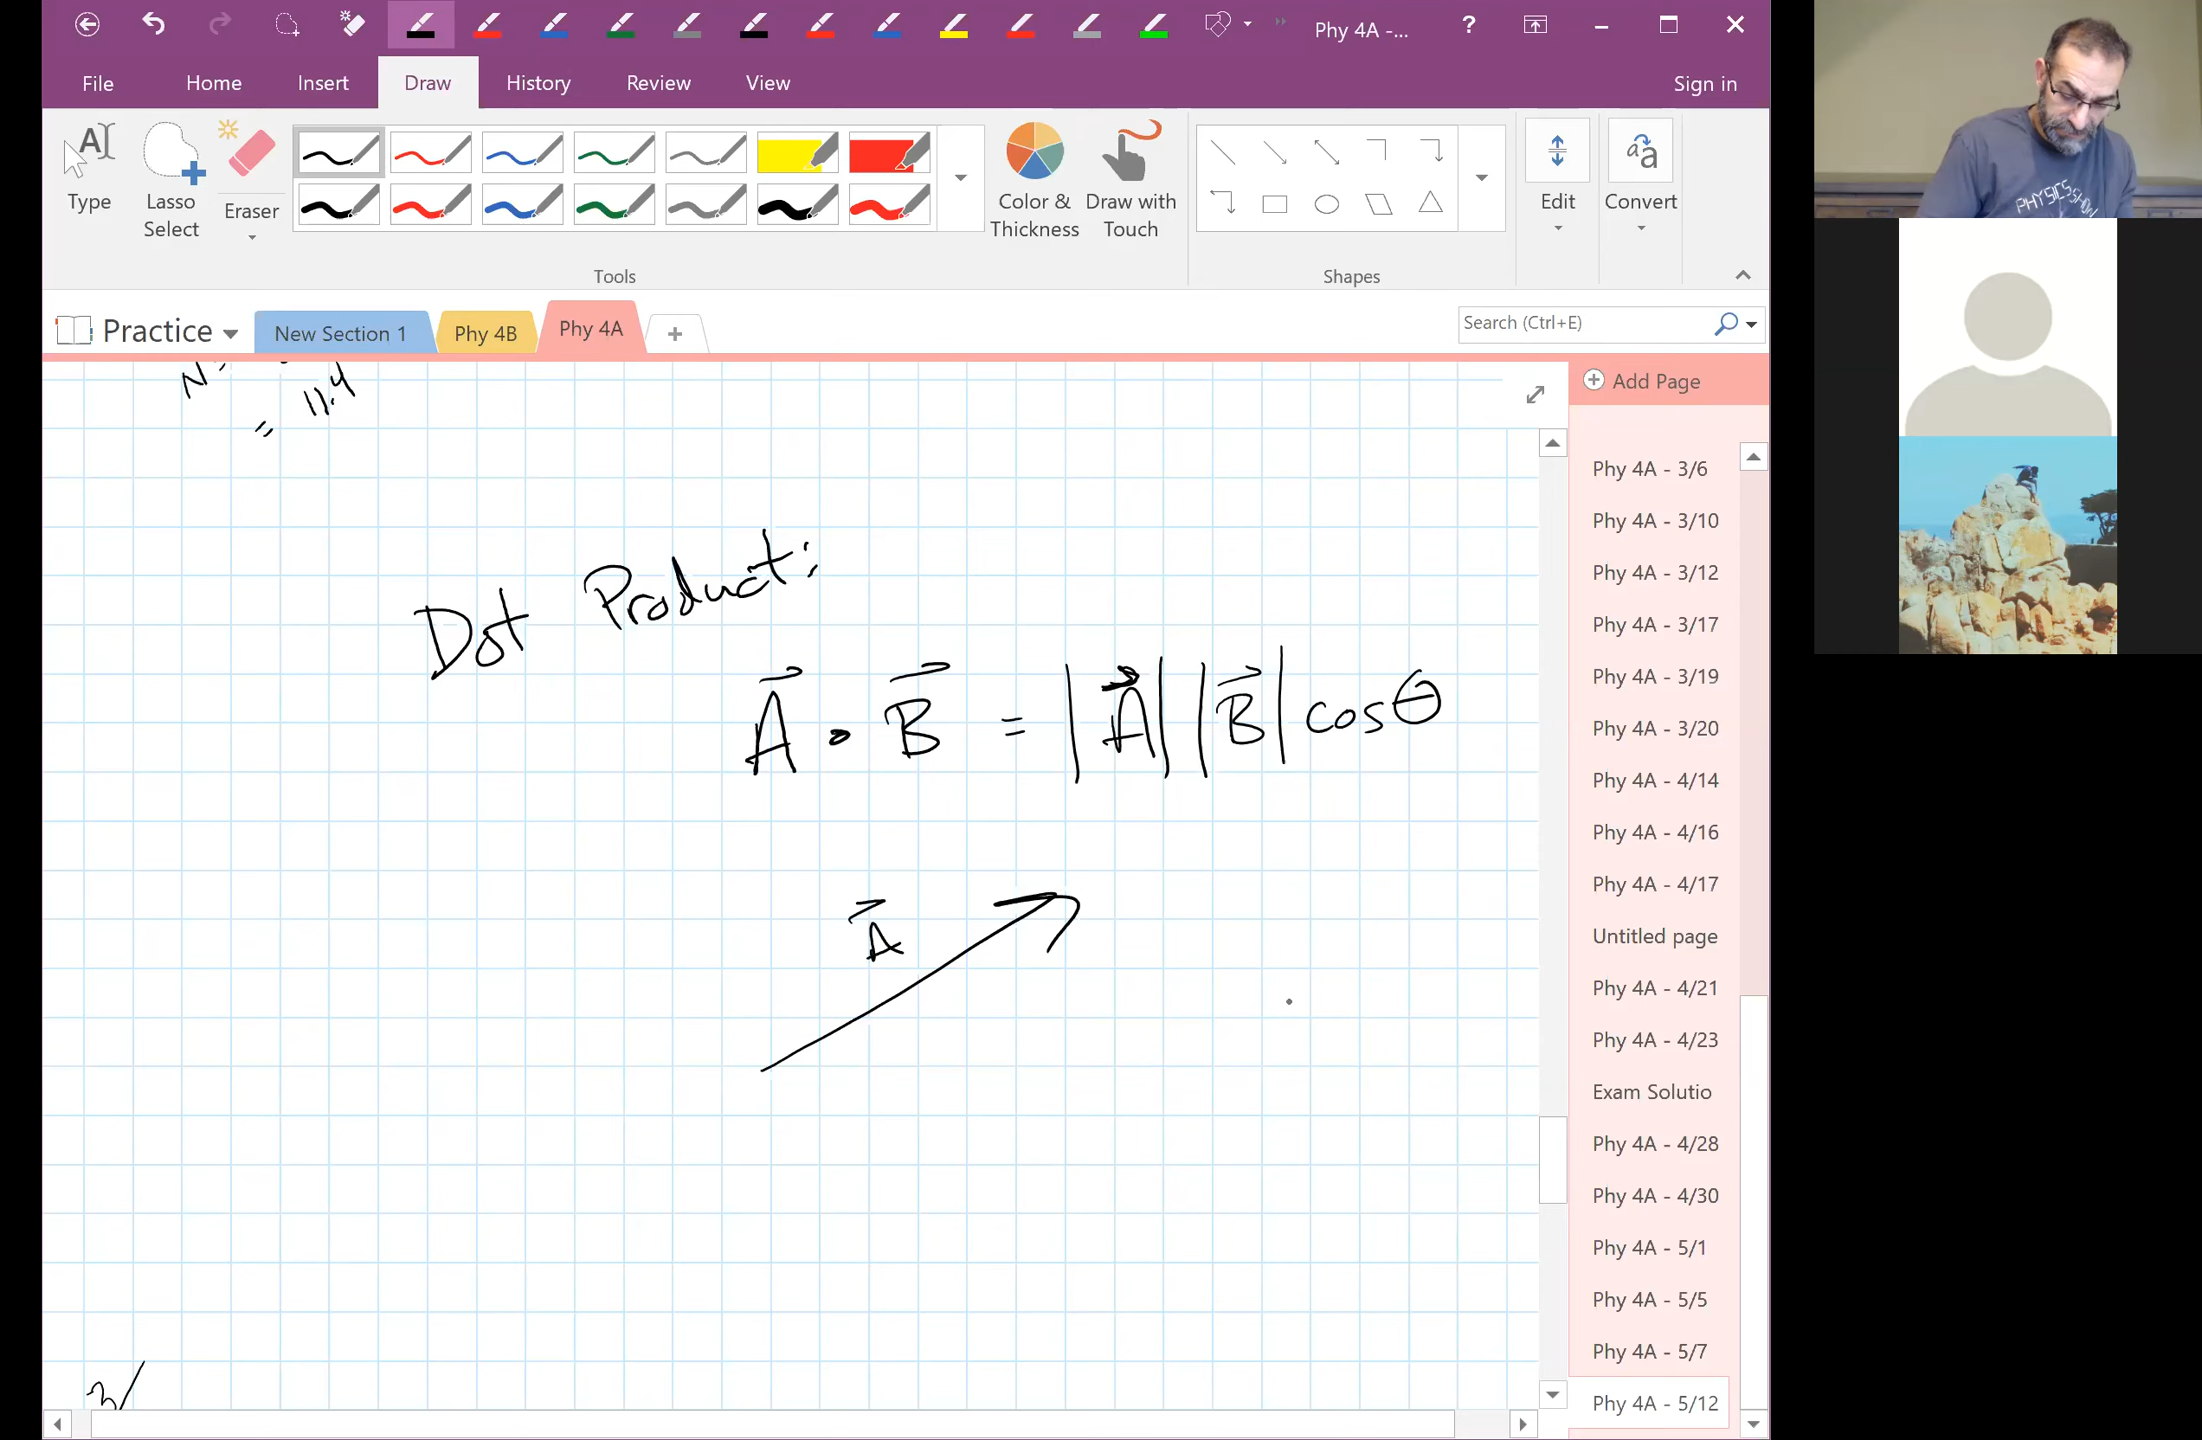 Phy 4A -...
?
File Home Insert Draw History Review View Sign in
Type
Lasso Select
Eraser
Color & Thickness
Draw with Touch
Edit
Convert
Tools
Shapes
Practice New Section 1 Phy 4B Phy 4A +
Search (Ctrl+E)
Add Page
Phy 4A - 3/6
Phy 4A - 3/10
Phy 4A - 3/12
Phy 4A - 3/17
Phy 4A - 3/19
Phy 4A - 3/20
Phy 4A - 4/14
Phy 4A - 4/16
Phy 4A - 4/17
Untitled page
Phy 4A - 4/21
Phy 4A - 4/23
Exam Solutio
Phy 4A - 4/28
Phy 4A - 4/30
Phy 4A - 5/1
Phy 4A - 5/5
Phy 4A - 5/7
Phy 4A - 5/12
= 11.4
Dot Product:
A⃗ • B⃗ = |A⃗| |B⃗| cosθ
A⃗
PHYSICS SHOW